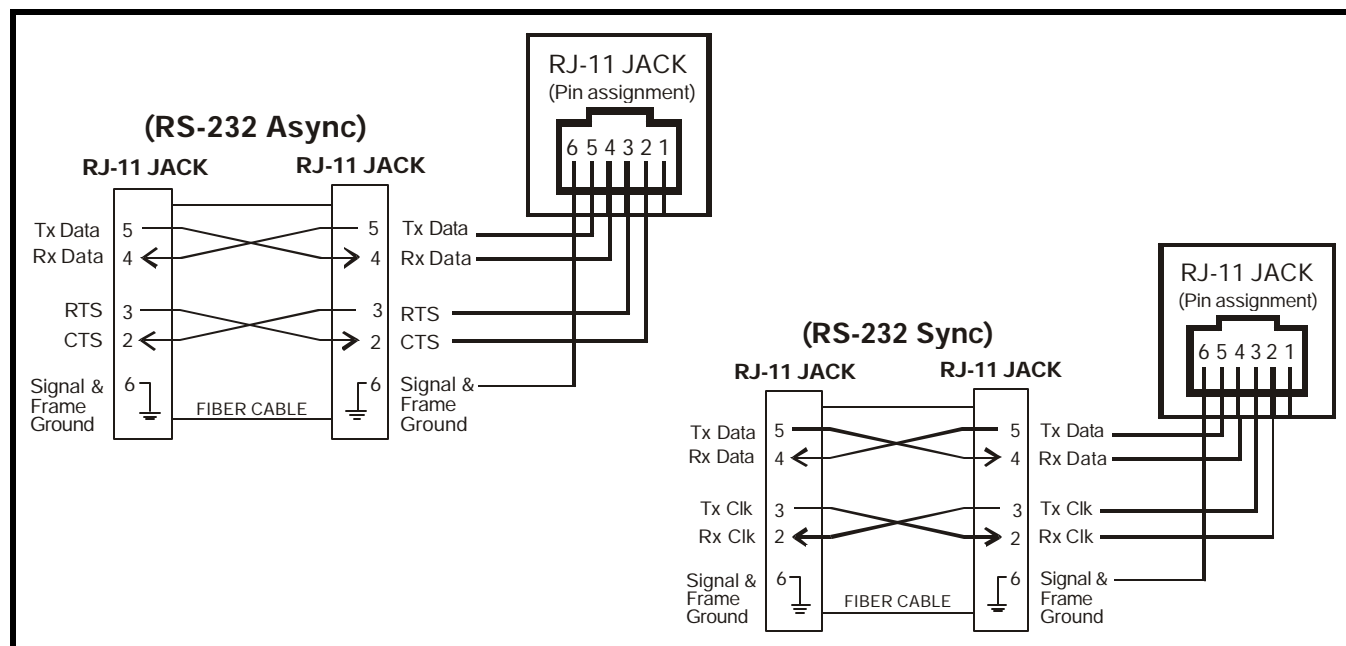 RJ-11 JACK
(Pin assignment)
6 5 4 3 2 1
(RS-232 Async)
RJ-11 JACK RJ-11 JACK
Tx Data 5 5 Tx Data
Rx Data 4 4 Rx Data
RTS 3 3 RTS
CTS 2 2 CTS
Signal & 6 6 Signal &
Frame Frame
Ground FIBER CABLE Ground
RJ-11 JACK
(Pin assignment)
6 5 4 3 2 1
(RS-232 Sync)
RJ-11 JACK RJ-11 JACK
Tx Data 5 5 Tx Data
Rx Data 4 4 Rx Data
Tx Clk 3 3 Tx Clk
Rx Clk 2 2 Rx Clk
Signal & 6 6 Signal &
Frame Frame
Ground FIBER CABLE Ground